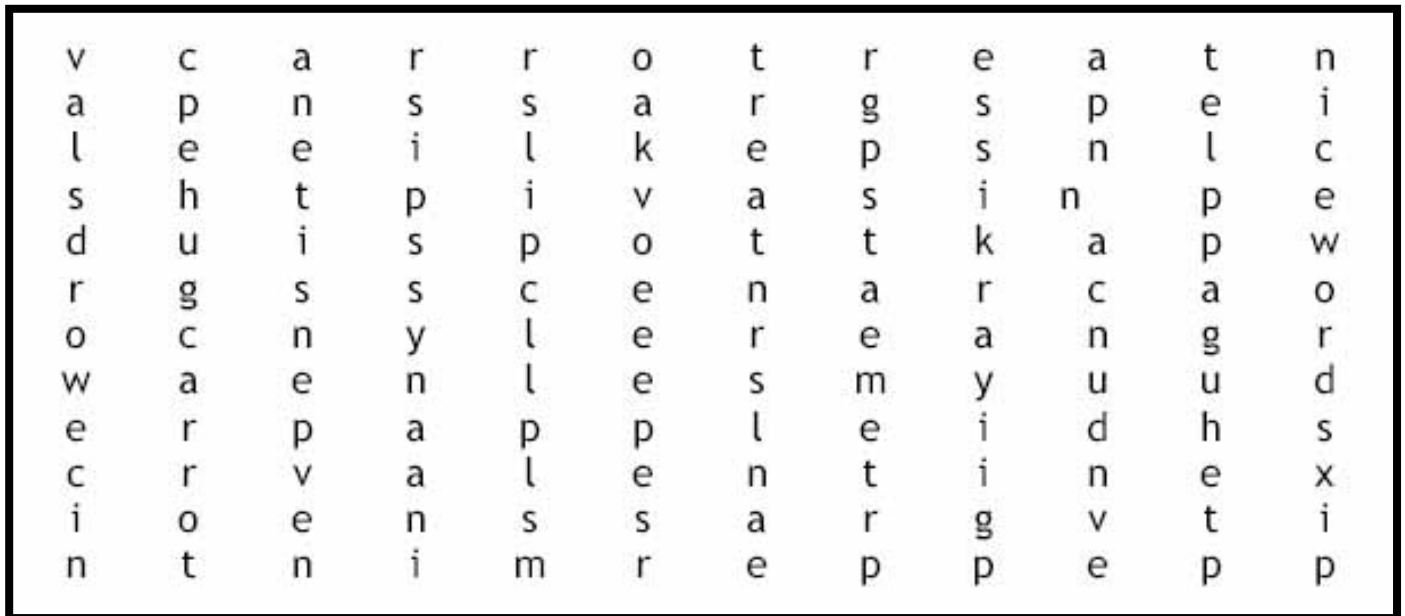 v c a r r o t r e a t n
a p n s s a r g s p e i
l e e i l k e p s n l c
s h t p i v a s i n p e
d u i s p o t t k a p w
r g s s c e n a r c a o
o c n y l e r e a n g r
w a e n l e s m y u u d
e r p a p p l e i d h s
c r v a l e n t i n e x
i o e n s s a r g v t i
n t n i m r e p p e p p